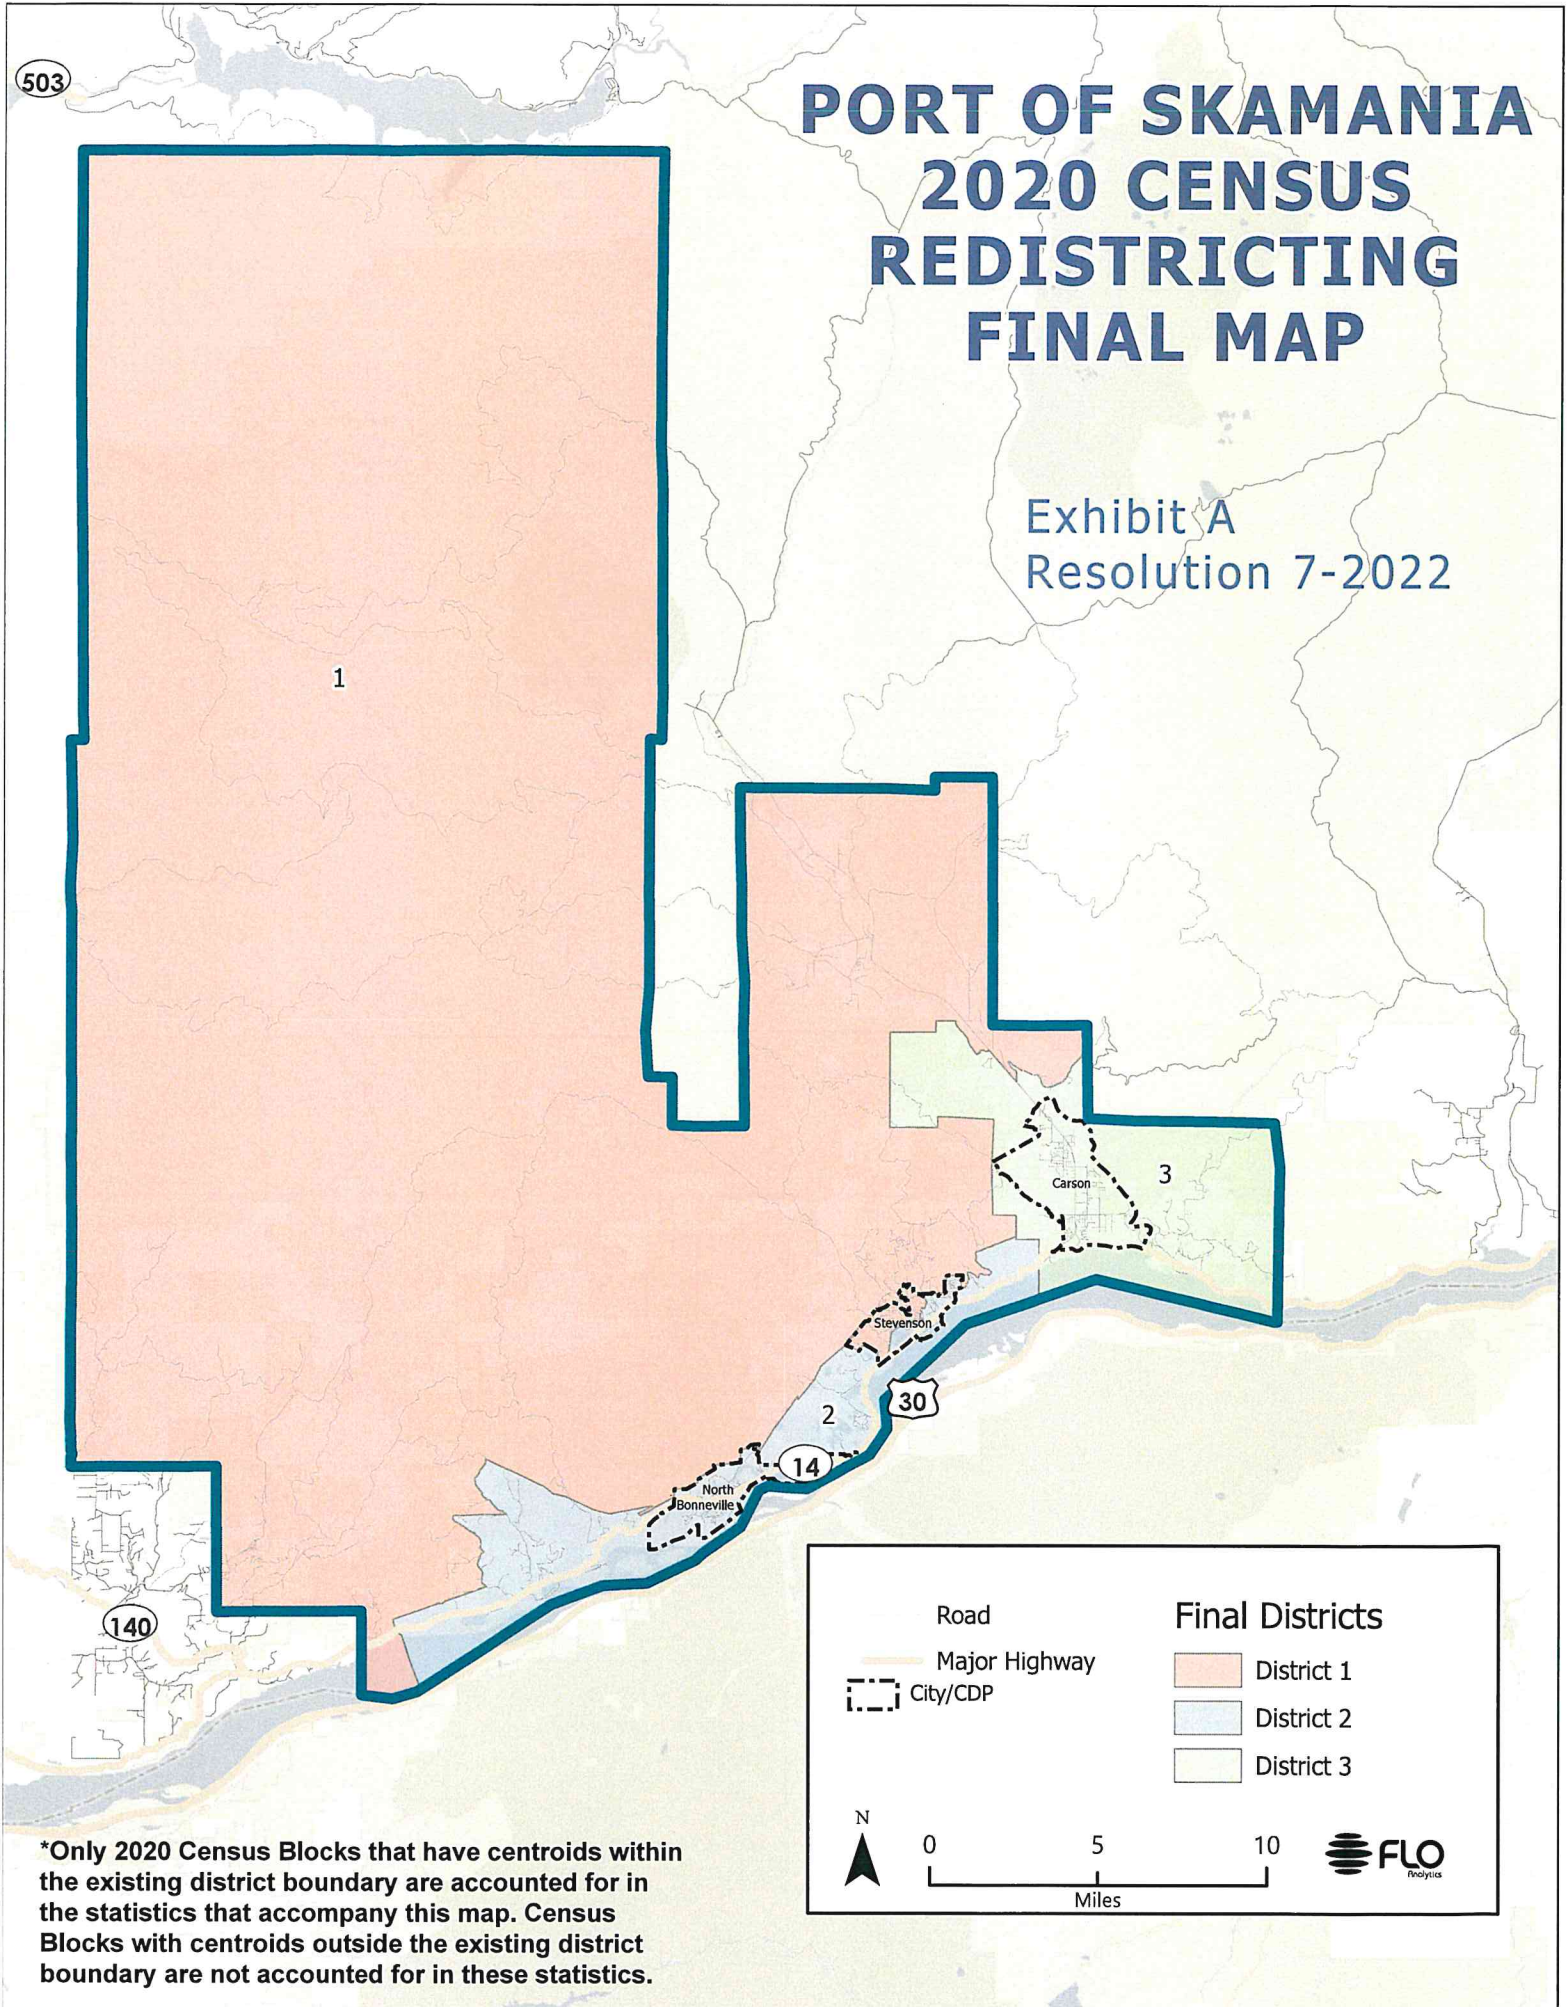 503
PORT OF SKAMANIA
2020 CENSUS
REDISTRICTING
FINAL MAP
Exhibit A
Resolution 7-2022
1
3
Carson
Stevenson
30
2
14
North
Bonneville
1
140
Road
Major Highway
City/CDP
Final Districts
District 1
District 2
District 3
N
0 5 10
Miles
FLO
Analytics
*Only 2020 Census Blocks that have centroids within
the existing district boundary are accounted for in
the statistics that accompany this map. Census
Blocks with centroids outside the existing district
boundary are not accounted for in these statistics.